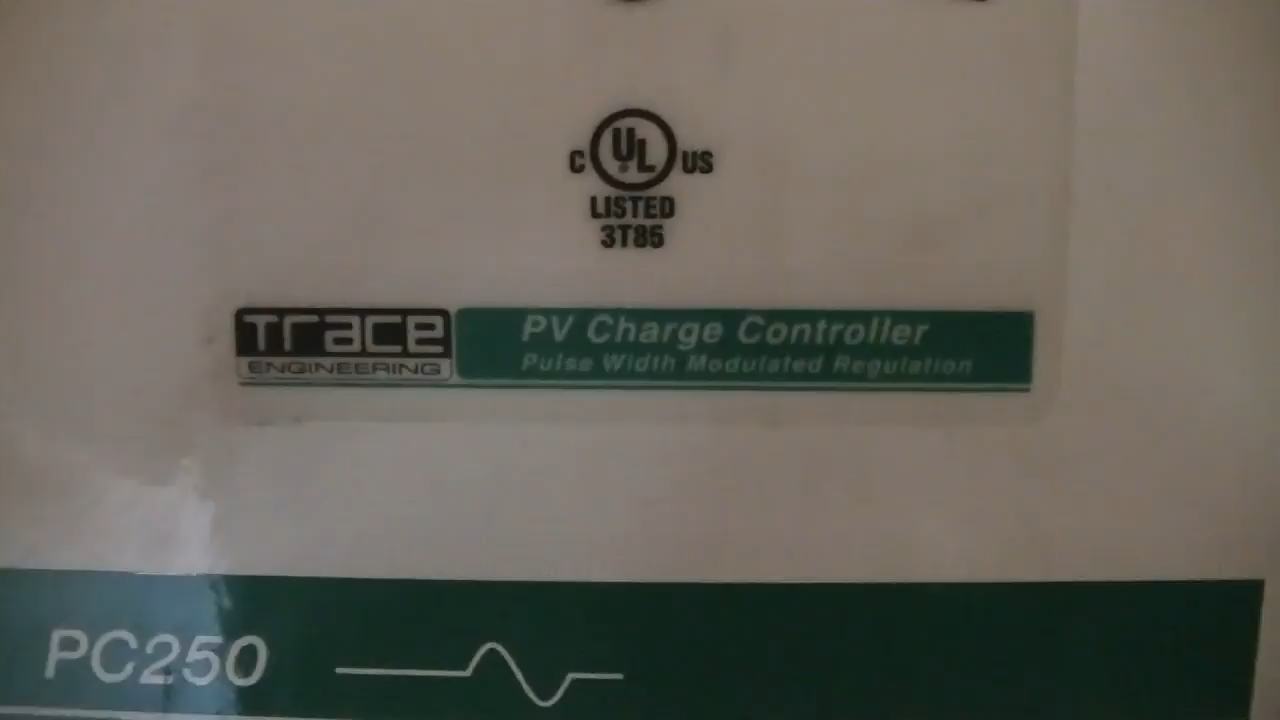 C UL US
LISTED
3T85
Trace
ENGINEERING
PV Charge Controller
Pulse Width Modulated Regulation
PC250